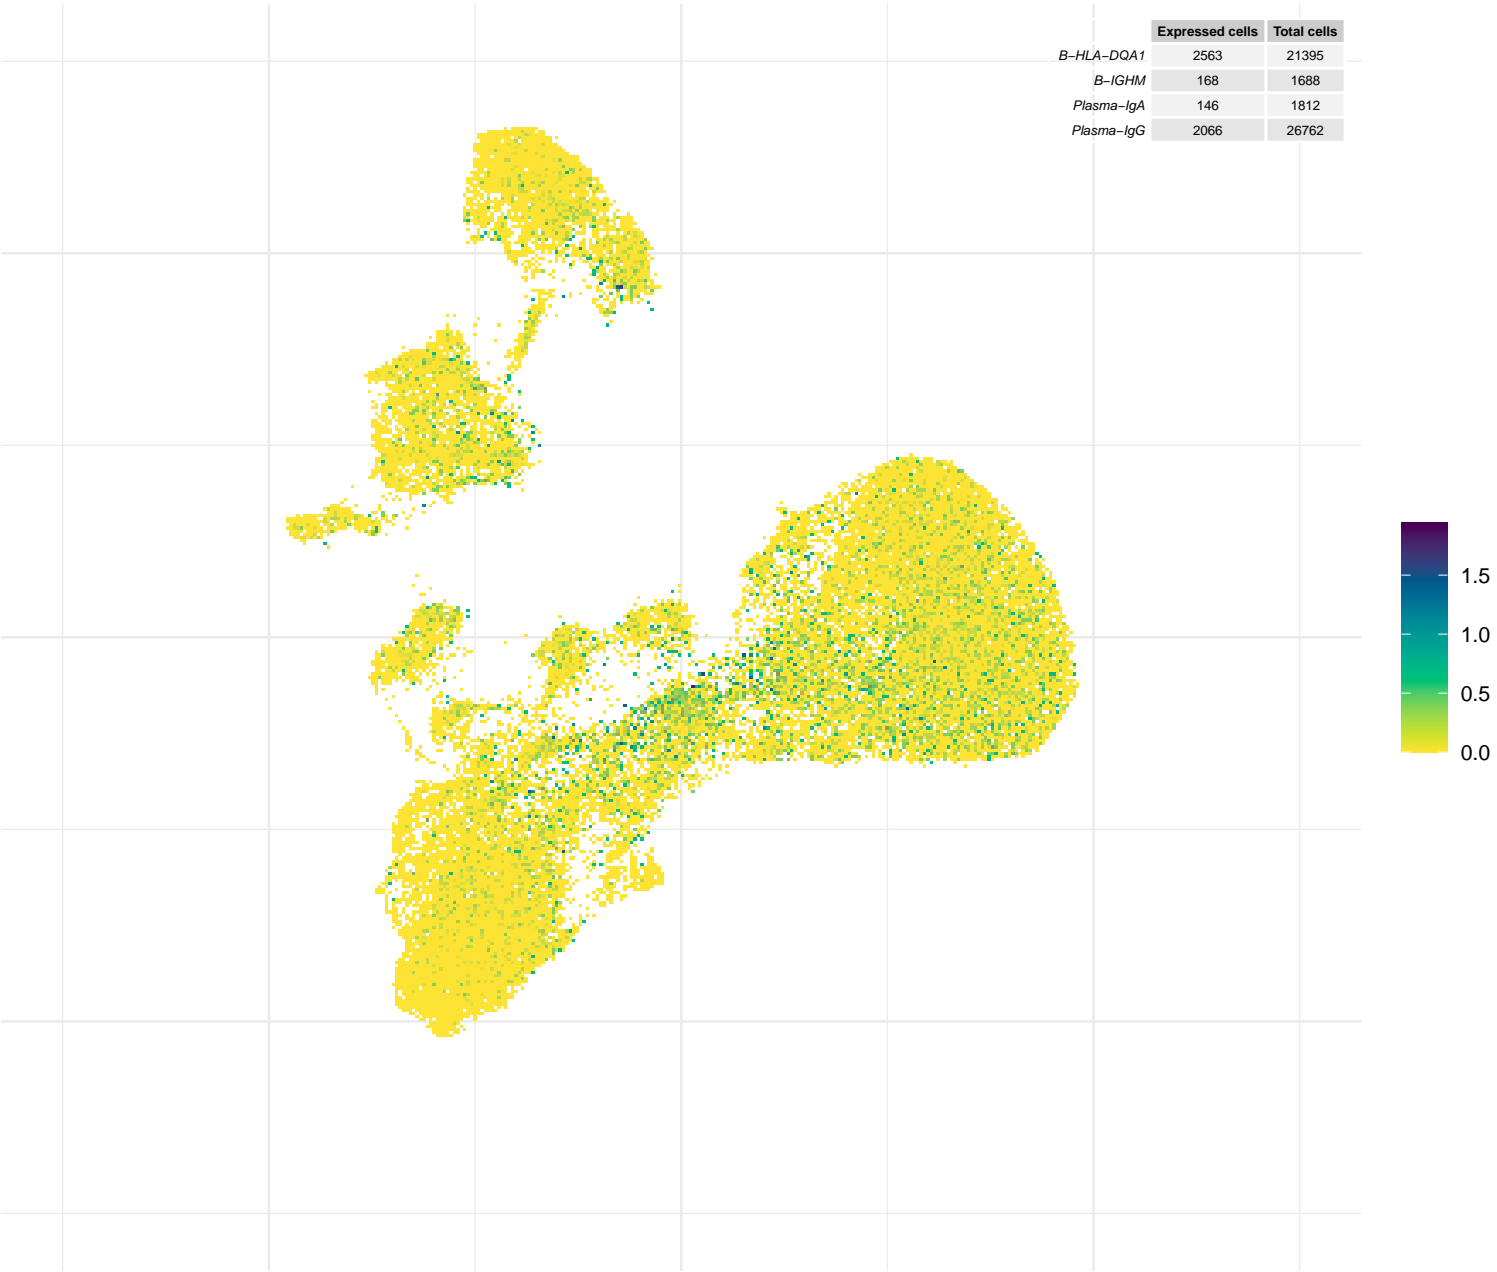 Expressed cells Total cells
B−HLA−DQA1 2563 21395
B−IGHM 168 1688
Plasma−IgA 146 1812
Plasma−IgG 2066 26762
1.5
1.0
0.5
0.0